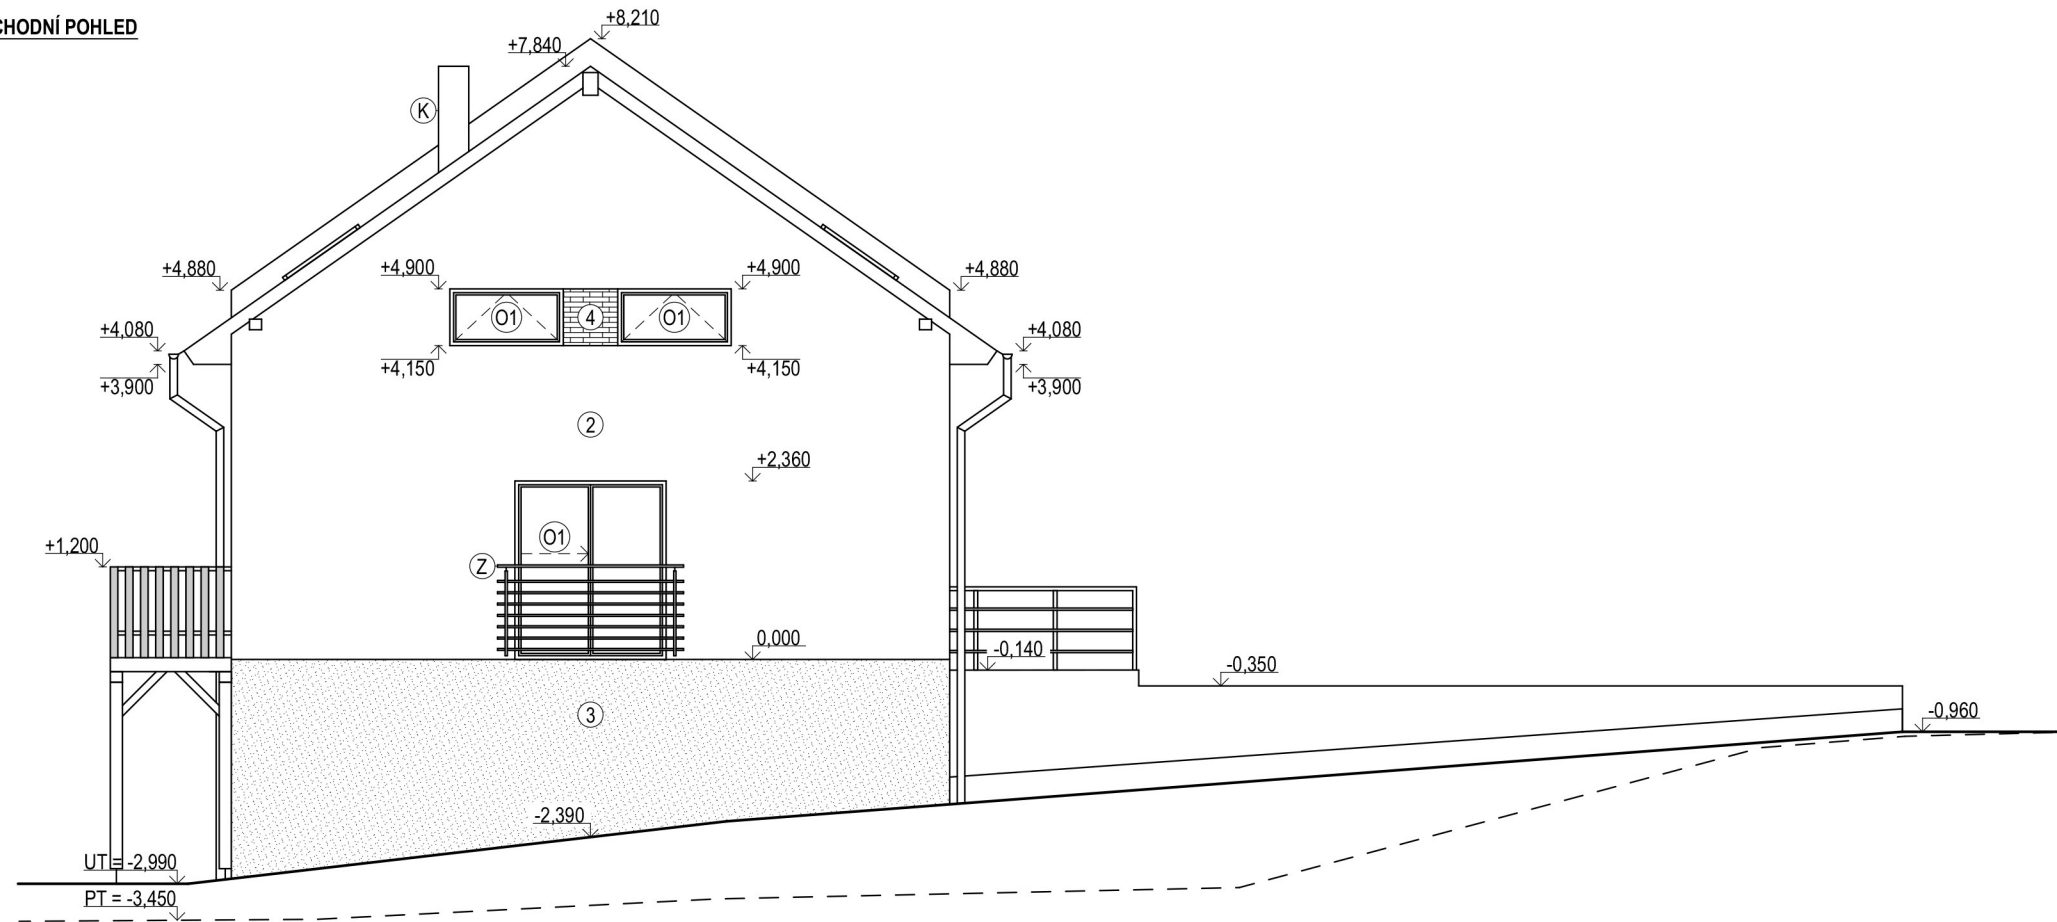 CHODNÍ POHLED
+8,210
+7,840
K
+4,880
+4,900
+4,900
+4,880
O1
4
O1
+4,080
+4,080
+4,150
+4,150
+3,900
+3,900
2
+2,360
+1,200
O1
Z
0,000
-0,140
-0,350
3
-0,960
-2,390
UT = -2,990
PT = -3,450